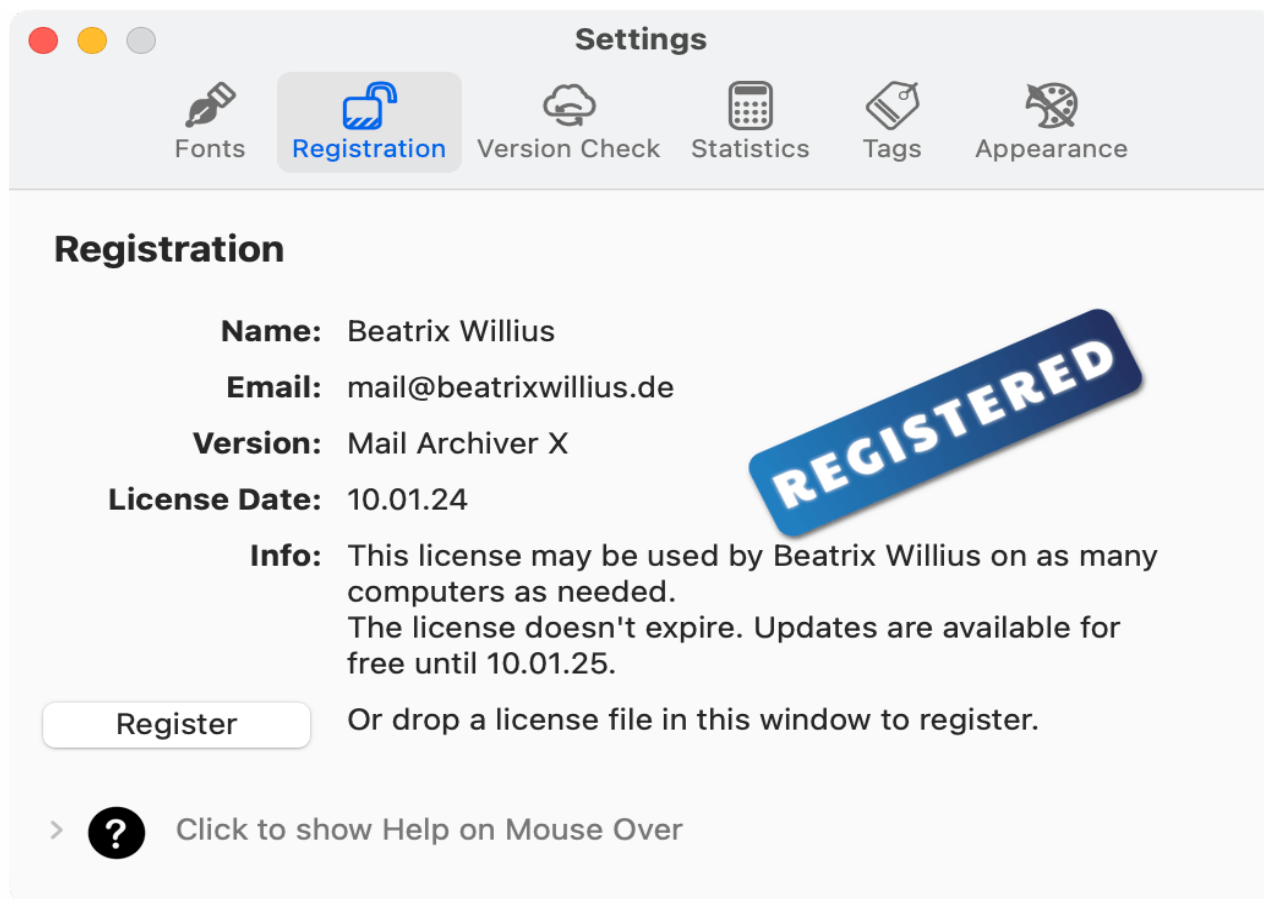 Settings
Fonts
Registration
Version Check
Statistics
Tags
Appearance
Registration
Name: Beatrix Willius
Email: mail@beatrixwillius.de
Version: Mail Archiver X
License Date: 10.01.24
REGISTERED
Info: This license may be used by Beatrix Willius on as many
computers as needed.
The license doesn't expire. Updates are available for
free until 10.01.25.
Register Or drop a license file in this window to register.
? Click to show Help on Mouse Over